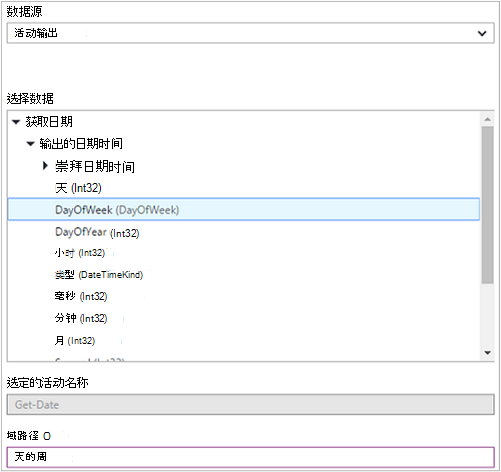 数据源
活动输出
选择数据
获取日期
输出的日期时间
崇拜日期时间
天 (Int32)
DayOfWeek (DayOfWeek)
DayOfYear (Int32)
小时 (Int32)
类型 (DateTimeKind)
毫秒 (Int32)
分钟 (Int32)
月 (Int32)
选定的活动名称
Get-Date
域路径 O
天的周